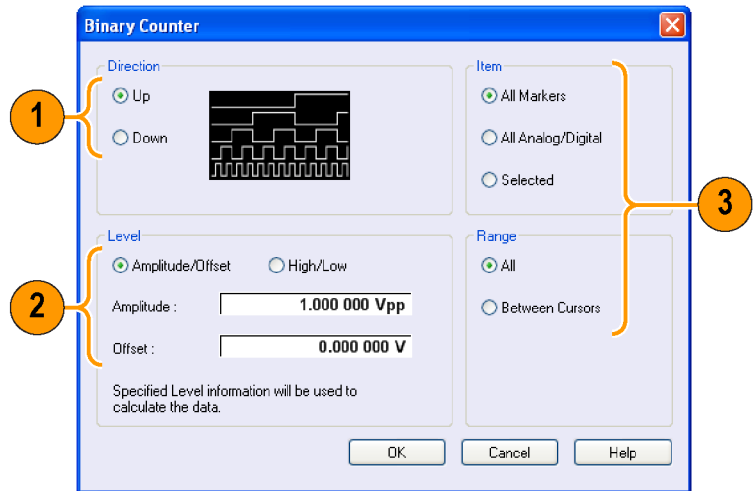 Binary Counter
Direction
Up
Down
1
Item
All Markers
All Analog/Digital
Selected
3
Level
Amplitude/Offset High/Low
Amplitude : 1.000 000 Vpp
Offset : 0.000 000 V
Specified Level information will be used to
calculate the data.
2
Range
All
Between Cursors
OK Cancel Help